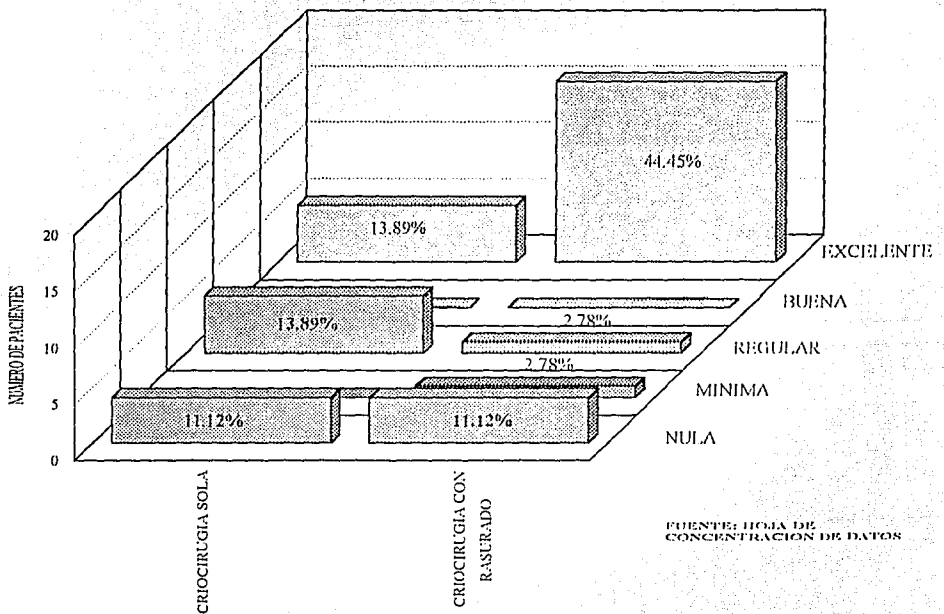 44.45%
13.89%
EXCELENTE
20
BUENA
15
13.89%
2.78%
REGULAR
10
2.78%
MINIMA
5
11.12%
11.12%
NULA
0
NUMERO DE PACIENTES
CRIOCIRUGIA SOLA
CRIOCIRUGIA CON
RASURADO
FUENTE: HOJA DE
CONCENTRACION DE DATOS